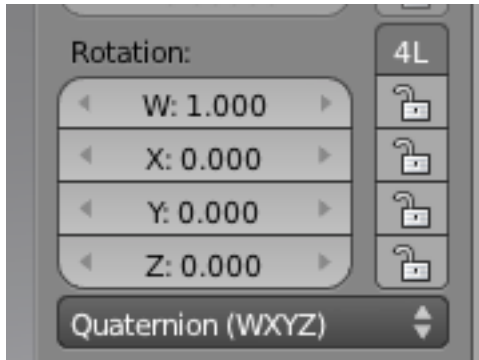 Rotation: 4L
W: 1.000
X: 0.000
Y: 0.000
Z: 0.000
Quaternion (WXYZ)